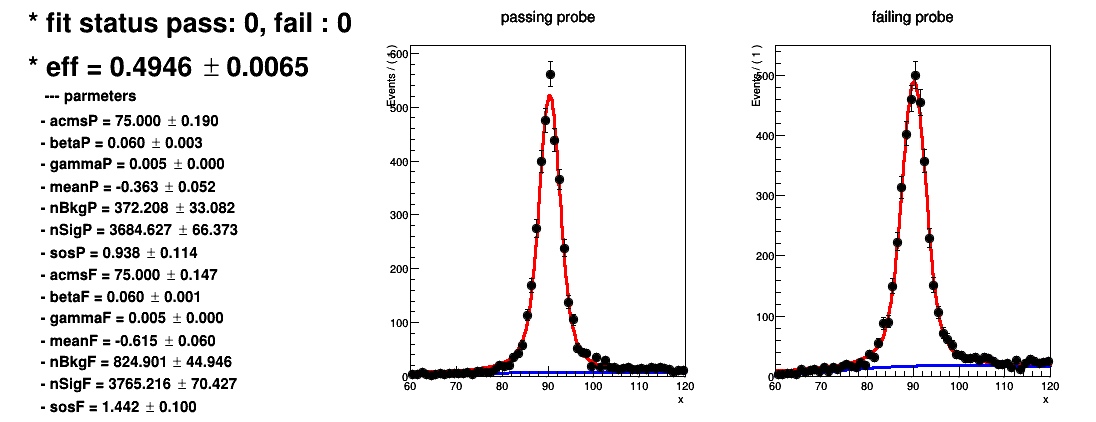 * fit status pass: 0, fail : 0
* eff = 0.4946 ± 0.0065
--- parmeters
- acmsP = 75.000 ± 0.190
- betaP = 0.060 ± 0.003
- gammaP = 0.005 ± 0.000
- meanP = -0.363 ± 0.052
- nBkgP = 372.208 ± 33.082
- nSigP = 3684.627 ± 66.373
- sosP = 0.938 ± 0.114
- acmsF = 75.000 ± 0.147
- betaF = 0.060 ± 0.001
- gammaF = 0.005 ± 0.000
- meanF = -0.615 ± 0.060
- nBkgF = 824.901 ± 44.946
- nSigF = 3765.216 ± 70.427
- sosF = 1.442 ± 0.100
passing probe
Events / ( 1 )
600
500
400
300
200
100
0
60 70 80 90 100 110 120
x
failing probe
Events / ( 1 )
500
400
300
200
100
0
60 70 80 90 100 110 120
x